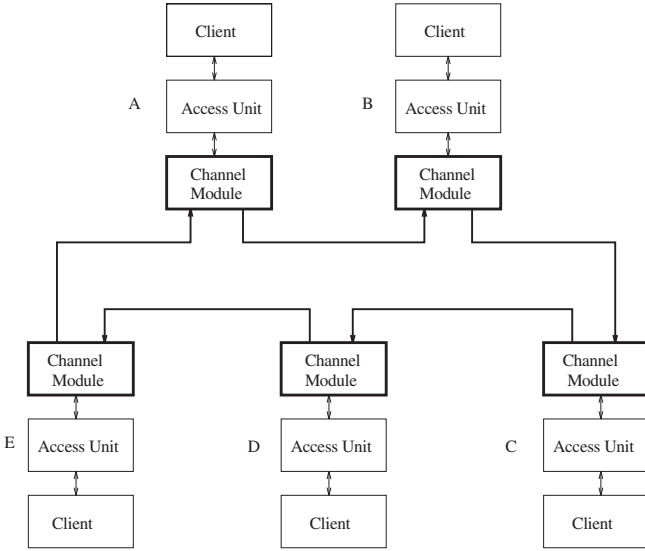 Client
Client
A
Access Unit
B
Access Unit
Channel
Module
Channel
Module
Channel
Module
Channel
Module
Channel
Module
E
Access Unit
D
Access Unit
C
Access Unit
Client
Client
Client